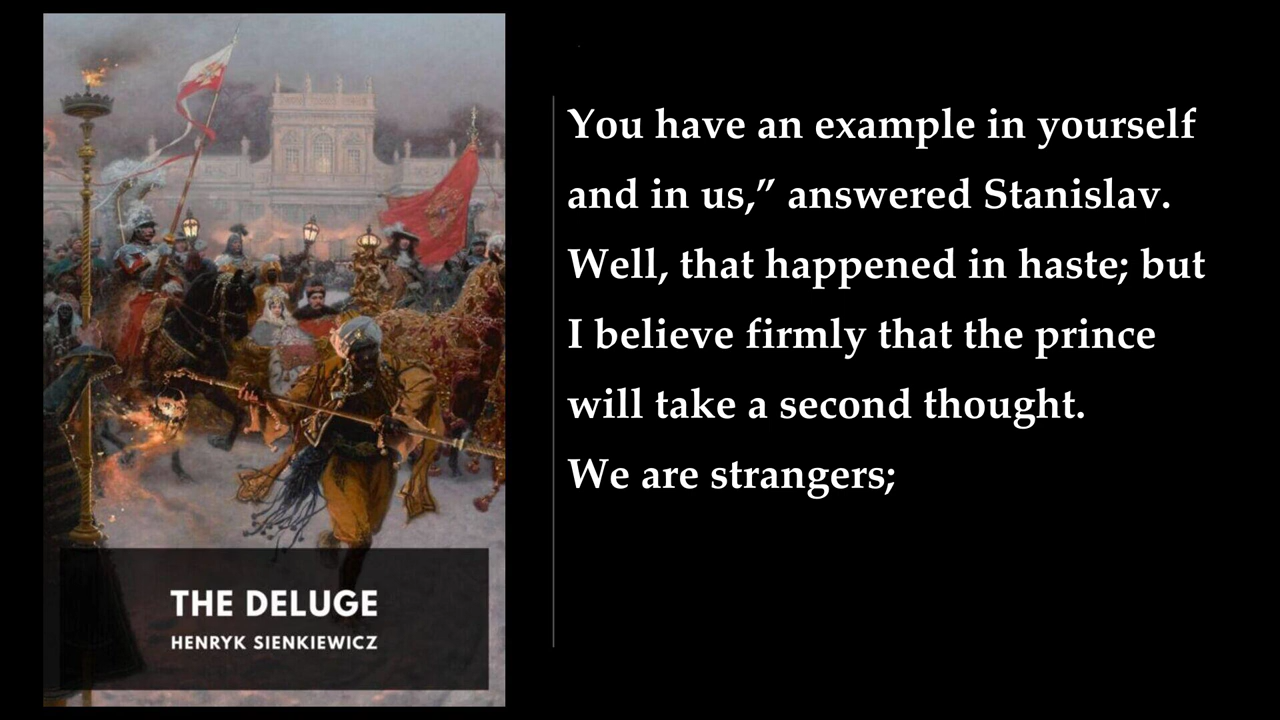 You have an example in yourself
and in us,” answered Stanislav.
Well, that happened in haste; but
I believe firmly that the prince
will take a second thought.
We are strangers;
THE DELUGE
HENRYK SIENKIEWICZ